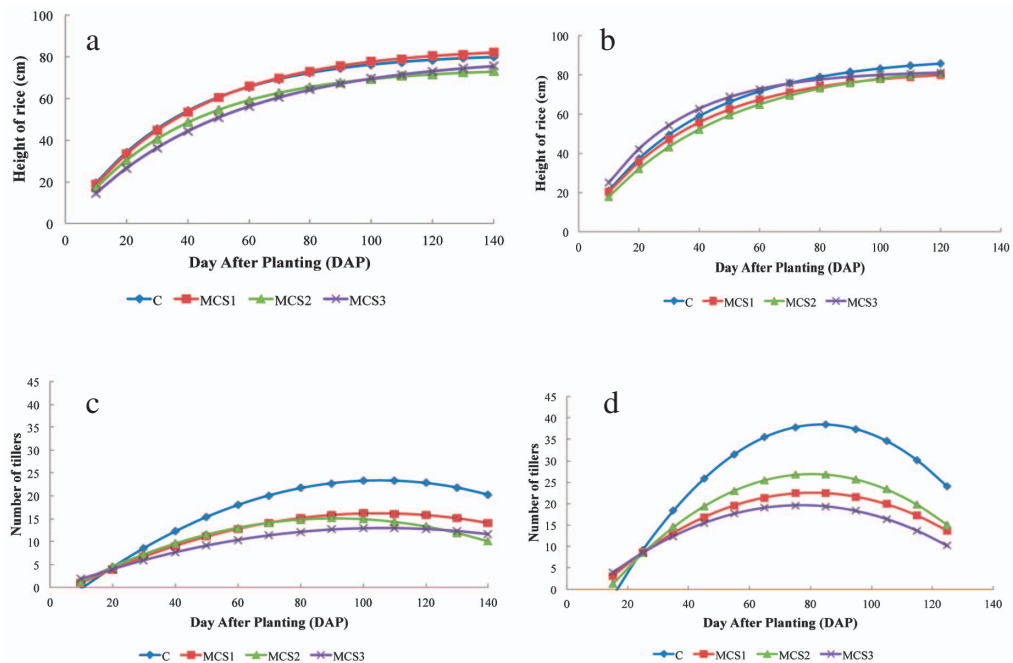 a
100
80
60
40
20
0
Height of rice (cm)
0 20 40 60 80 100 120 140
Day After Planting (DAP)
C MCS1 MCS2 MCS3
b
100
90
80
70
60
50
40
30
20
10
0
Height of rice (cm)
0 20 40 60 80 100 120 140
Day After Planting (DAP)
C MCS1 MCS2 MCS3
c
45
40
35
30
25
20
15
10
5
0
Number of tillers
0 20 40 60 80 100 120 140
Day After Planting (DAP)
C MCS1 MCS2 MCS3
d
45
40
35
30
25
20
15
10
5
0
Number of tillers
0 20 40 60 80 100 120 140
Day After Planting (DAP)
C MCS1 MCS2 MCS3